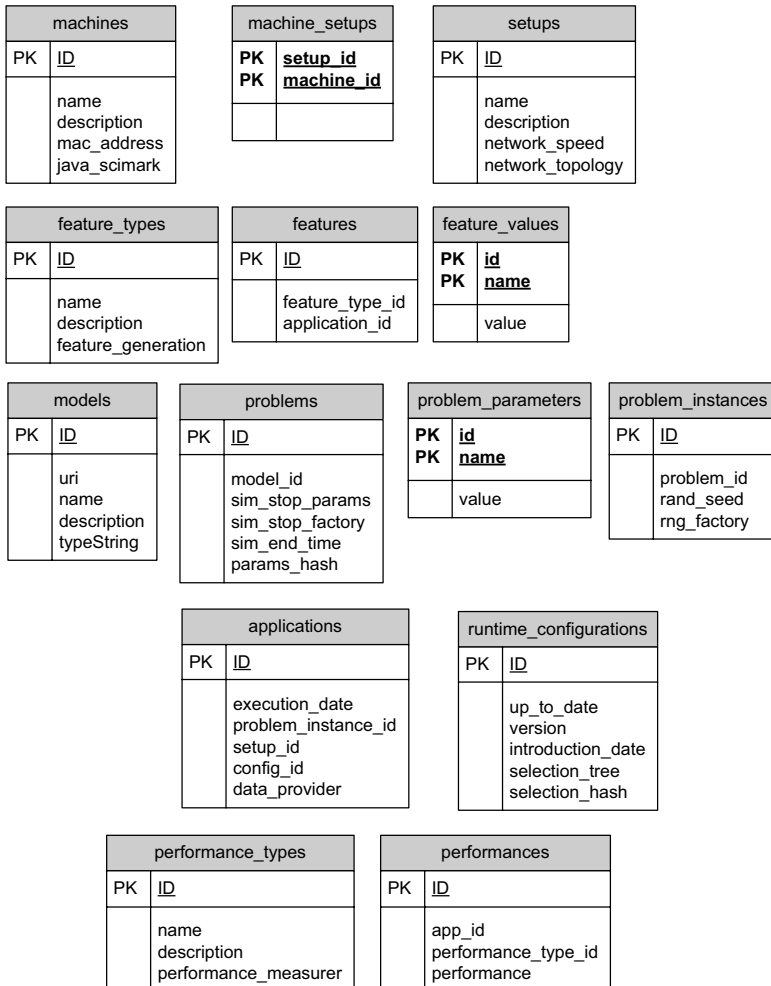 machines
PK ID
name
description
mac_address
java_scimark
machine_setups
PK setup_id
PK machine_id
setups
PK ID
name
description
network_speed
network_topology
feature_types
PK ID
name
description
feature_generation
features
PK ID
feature_type_id
application_id
feature_values
PK id
PK name
value
models
PK ID
uri
name
description
typeString
problems
PK ID
model_id
sim_stop_params
sim_stop_factory
sim_end_time
params_hash
problem_parameters
PK id
PK name
value
problem_instances
PK ID
problem_id
rand_seed
rng_factory
applications
PK ID
execution_date
problem_instance_id
setup_id
config_id
data_provider
runtime_configurations
PK ID
up_to_date
version
introduction_date
selection_tree
selection_hash
performance_types
PK ID
name
description
performance_measurer
performances
PK ID
app_id
performance_type_id
performance